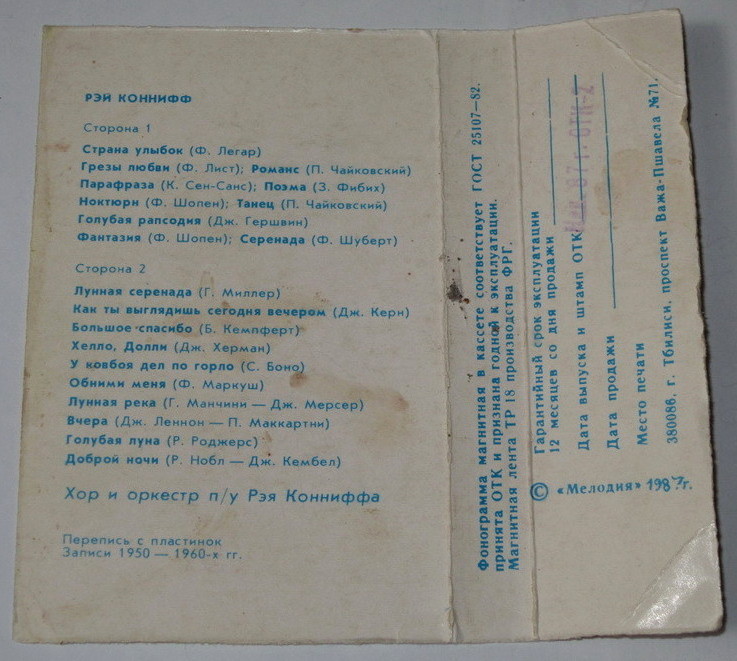 РЭЙ КОННИФФ
Сторона 1
Страна улыбок (Ф. Легар)
Грезы любви (Ф. Лист); Романс (П. Чайковский)
Парафраза (К. Сен-Санс); Поэма (З. Фибих)
Ноктюрн (Ф. Шопен); Танец (П. Чайковский)
Голубая рапсодия (Дж. Гершвин)
Фантазия (Ф. Шопен); Серенада (Ф. Шуберт)
Сторона 2
Лунная серенада (Г. Миллер)
Как ты выглядишь сегодня вечером (Дж. Керн)
Большое спасибо (Б. Кемпферт)
Хелло, Долли (Дж. Херман)
У ковбоя дел по горло (С. Боно)
Обними меня (Ф. Маркуш)
Лунная река (Г. Манчини — Дж. Мерсер)
Вчера (Дж. Леннон — П. Маккартни)
Голубая луна (Р. Роджерс)
Доброй ночи (Р. Нобл — Дж. Кембел)
Хор и оркестр п/у Рэя Конниффа
Перепись с пластинок
Записи 1950 — 1960-х гг.
Фонограмма магнитная в кассете соответствует ГОСТ 25107—82.
принята ОТК и признана годной к эксплуатации.
Магнитная лента ТР 18 производства ФРГ.
Гарантийный срок эксплуатации
12 месяцев со дня продажи
Дата выпуска и штамп ОТК 87 г. ОТК-2
Дата продажи
Место печати
380086, г. Тбилиси, проспект Важа-Пшавела №71.
© «Мелодия» 1987г.